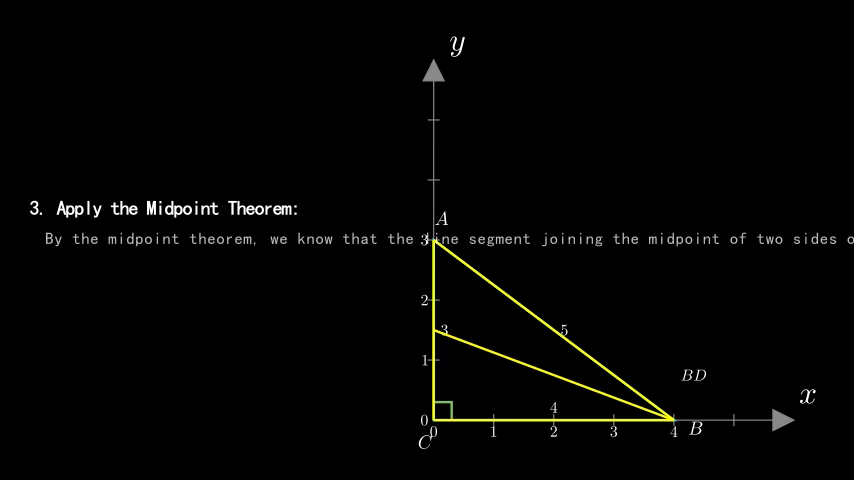 y
3. Apply the Midpoint Theorem:
A
By the midpoint theorem, we know that the line segment joining the midpoint of two sides o
3
2
3
5
1
BD
x
4
0
B
C
0 1 2 3 4